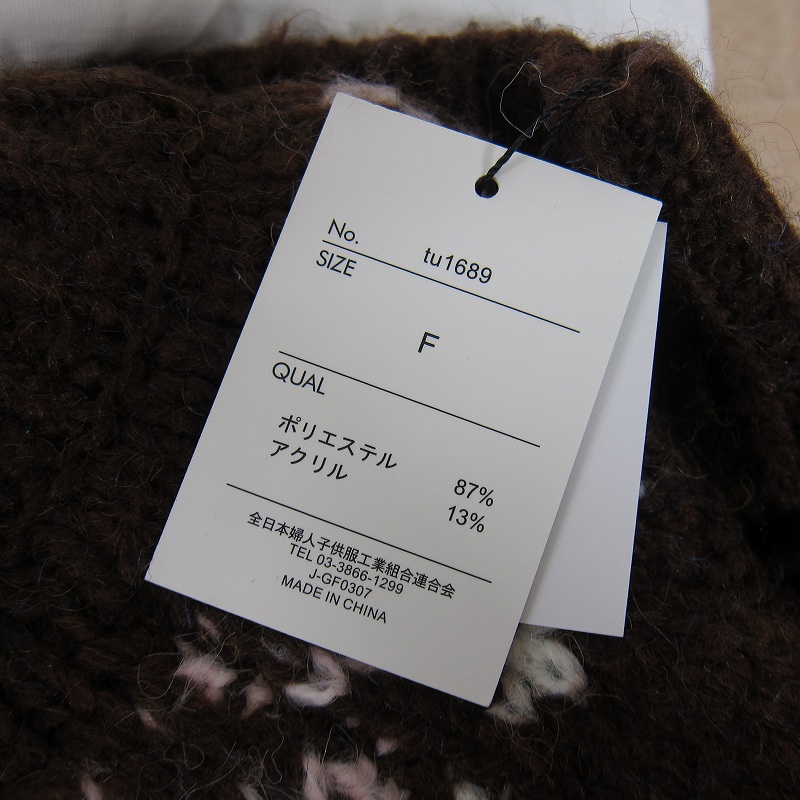 No. tu1689
SIZE
F
QUAL
ポリエステル 87%
アクリル 13%
全日本婦人子供服工業組合連合会
TEL 03-3866-1299
J-GF0307
MADE IN CHINA